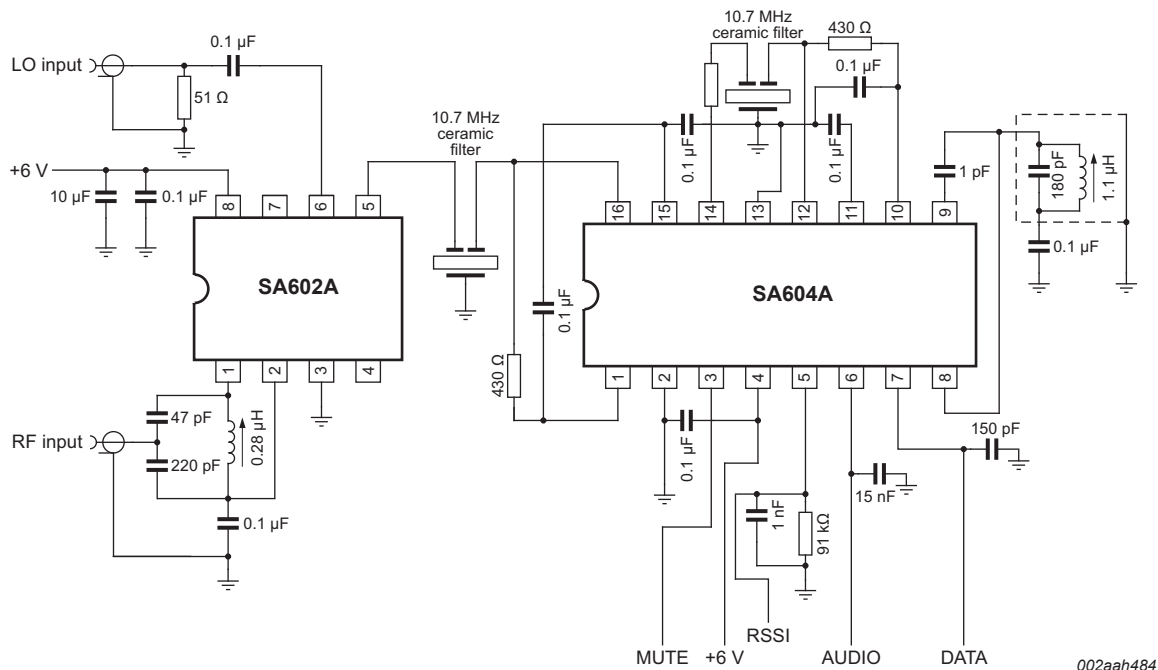 10.7 MHz
ceramic filter
430 Ω
0.1 µF
LO input
51 Ω
0.1 µF
10.7 MHz
ceramic
filter
0.1 µF
0.1 µF
1 pF
180 pF
1.1 µH
+6 V
10 µF
0.1 µF
8
7
6
5
16
15
14
13
12
11
10
9
0.1 µF
SA602A
SA604A
0.1 µF
430 Ω
1
2
3
4
1
2
3
4
5
6
7
8
47 pF
0.28 µH
RF input
220 pF
0.1 µF
0.1 µF
150 pF
15 nF
1 nF
91 kΩ
RSSI
MUTE
+6 V
AUDIO
DATA
002aah484